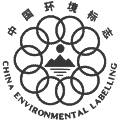 中国环境标志
CHINA ENVIRONMENTAL LABELLING